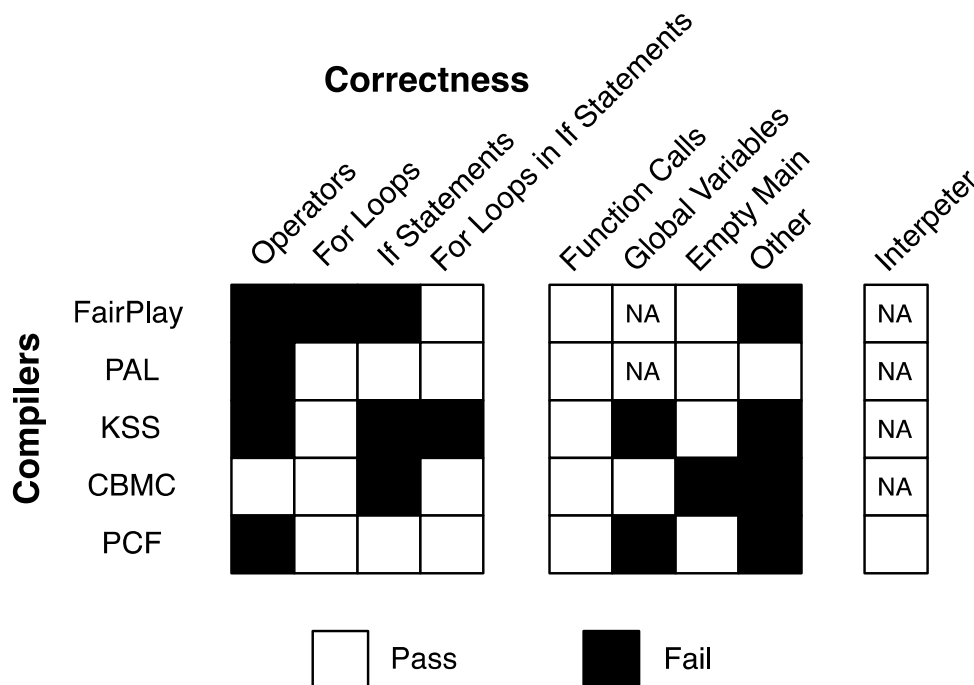 Correctness
Operators
For Loops
If Statements
For Loops in If Statements
Function Calls
Global Variables
Empty Main
Other
Interpeter
Compilers
FairPlay NA NA
PAL NA NA
KSS NA
CBMC NA
PCF
Pass Fail